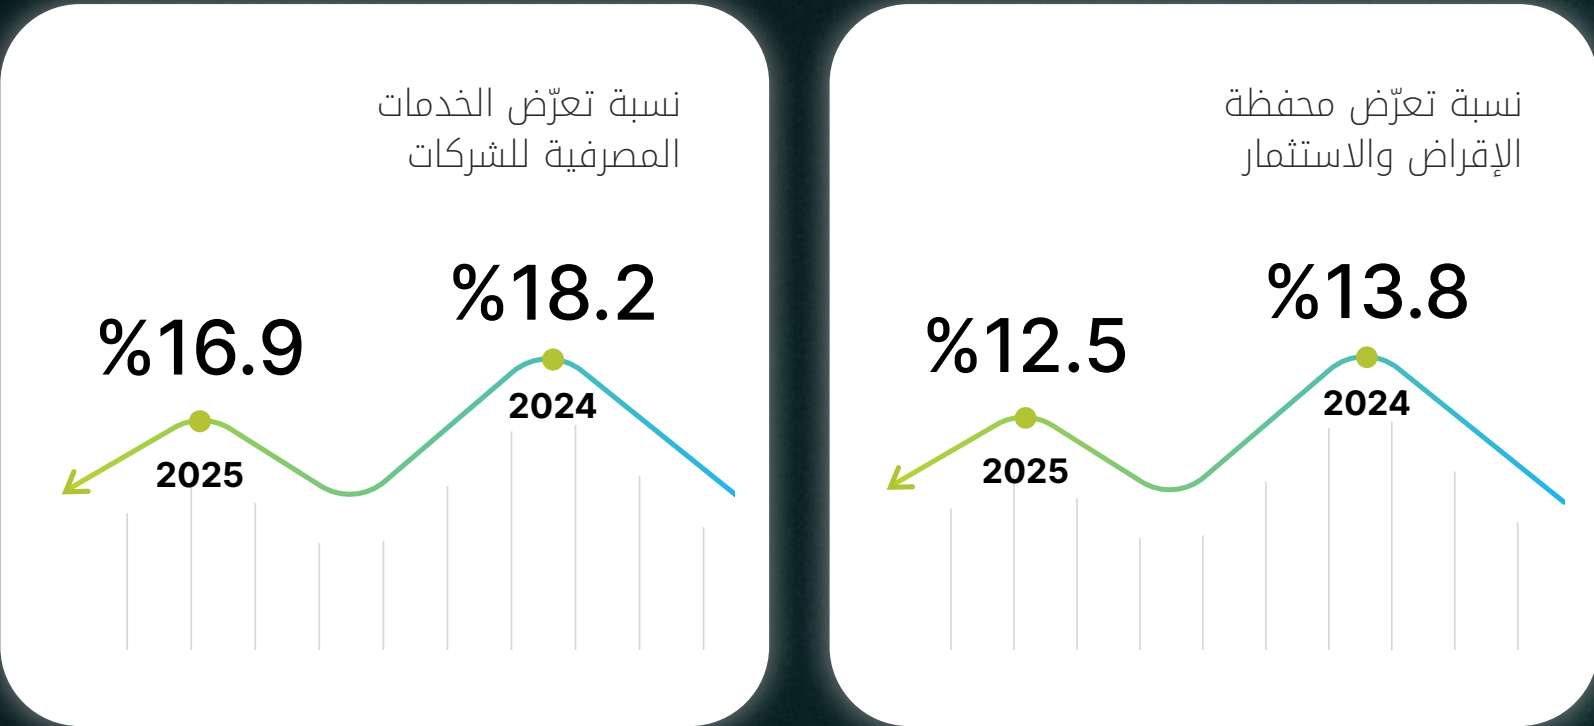 نسبة تعرّض محفظة
الإقراض والاستثمار
%13.8
2024
%12.5
2025
نسبة تعرّض الخدمات
المصرفية للشركات
%18.2
2024
%16.9
2025